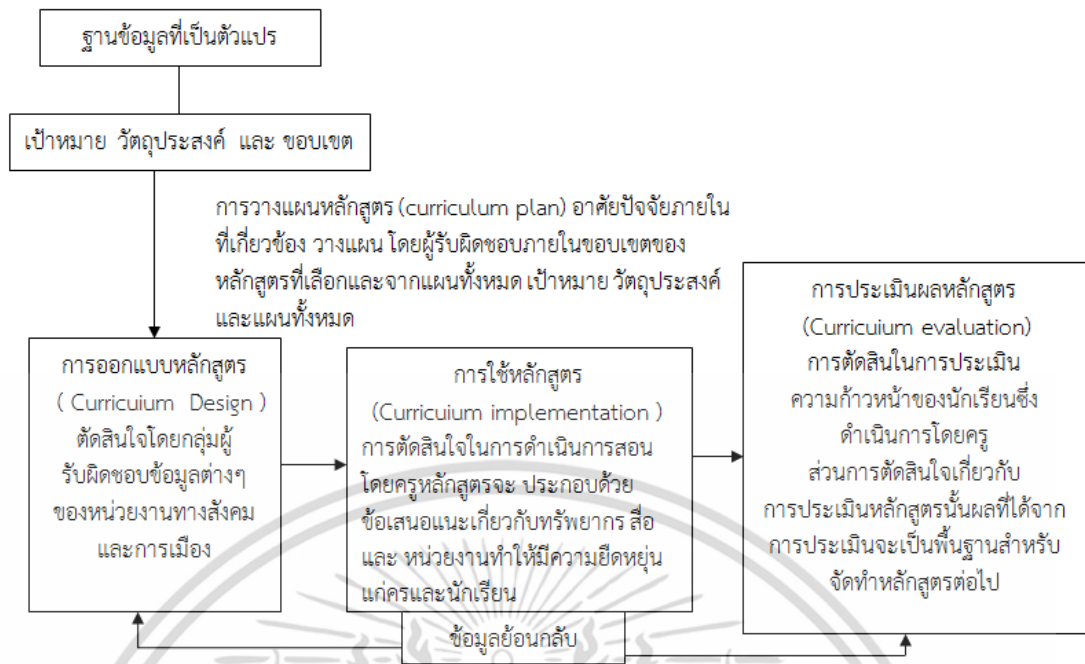 ฐานข้อมูลที่เป็นตัวแปร
เป้าหมาย วัตถุประสงค์ และ ขอบเขต
การวางแผนหลักสูตร (curriculum plan) อาศัยปัจจัยภายใน
ที่เกี่ยวข้อง วางแผน โดยผู้รับผิดชอบภายในขอบเขตของ
หลักสูตรที่เลือกและจากแผนทั้งหมด เป้าหมาย วัตถุประสงค์
และแผนทั้งหมด
การออกแบบหลักสูตร
( Curricuium Design )
ตัดสินใจโดยกลุ่มผู้
รับผิดชอบข้อมูลต่างๆ
ของหน่วยงานทางสังคม
และการเมือง
การใช้หลักสูตร
(Curricuium implementation )
การตัดสินใจในการดำเนินการสอน
โดยครูหลักสูตรจะ ประกอบด้วย
ข้อเสนอแนะเกี่ยวกับทรัพยากร สื่อ
และ หน่วยงานทำให้มีความยืดหยุ่น
แก่ครูและนักเรียน
การประเมินผลหลักสูตร
(Curricuium evaluation)
การตัดสินในการประเมิน
ความก้าวหน้าของนักเรียนซึ่ง
ดำเนินการโดยครู
ส่วนการตัดสินใจเกี่ยวกับ
การประเมินหลักสูตรนั้นผลที่ได้จาก
การประเมินจะเป็นพื้นฐานสำหรับ
จัดทำหลักสูตรต่อไป
ข้อมูลย้อนกลับ